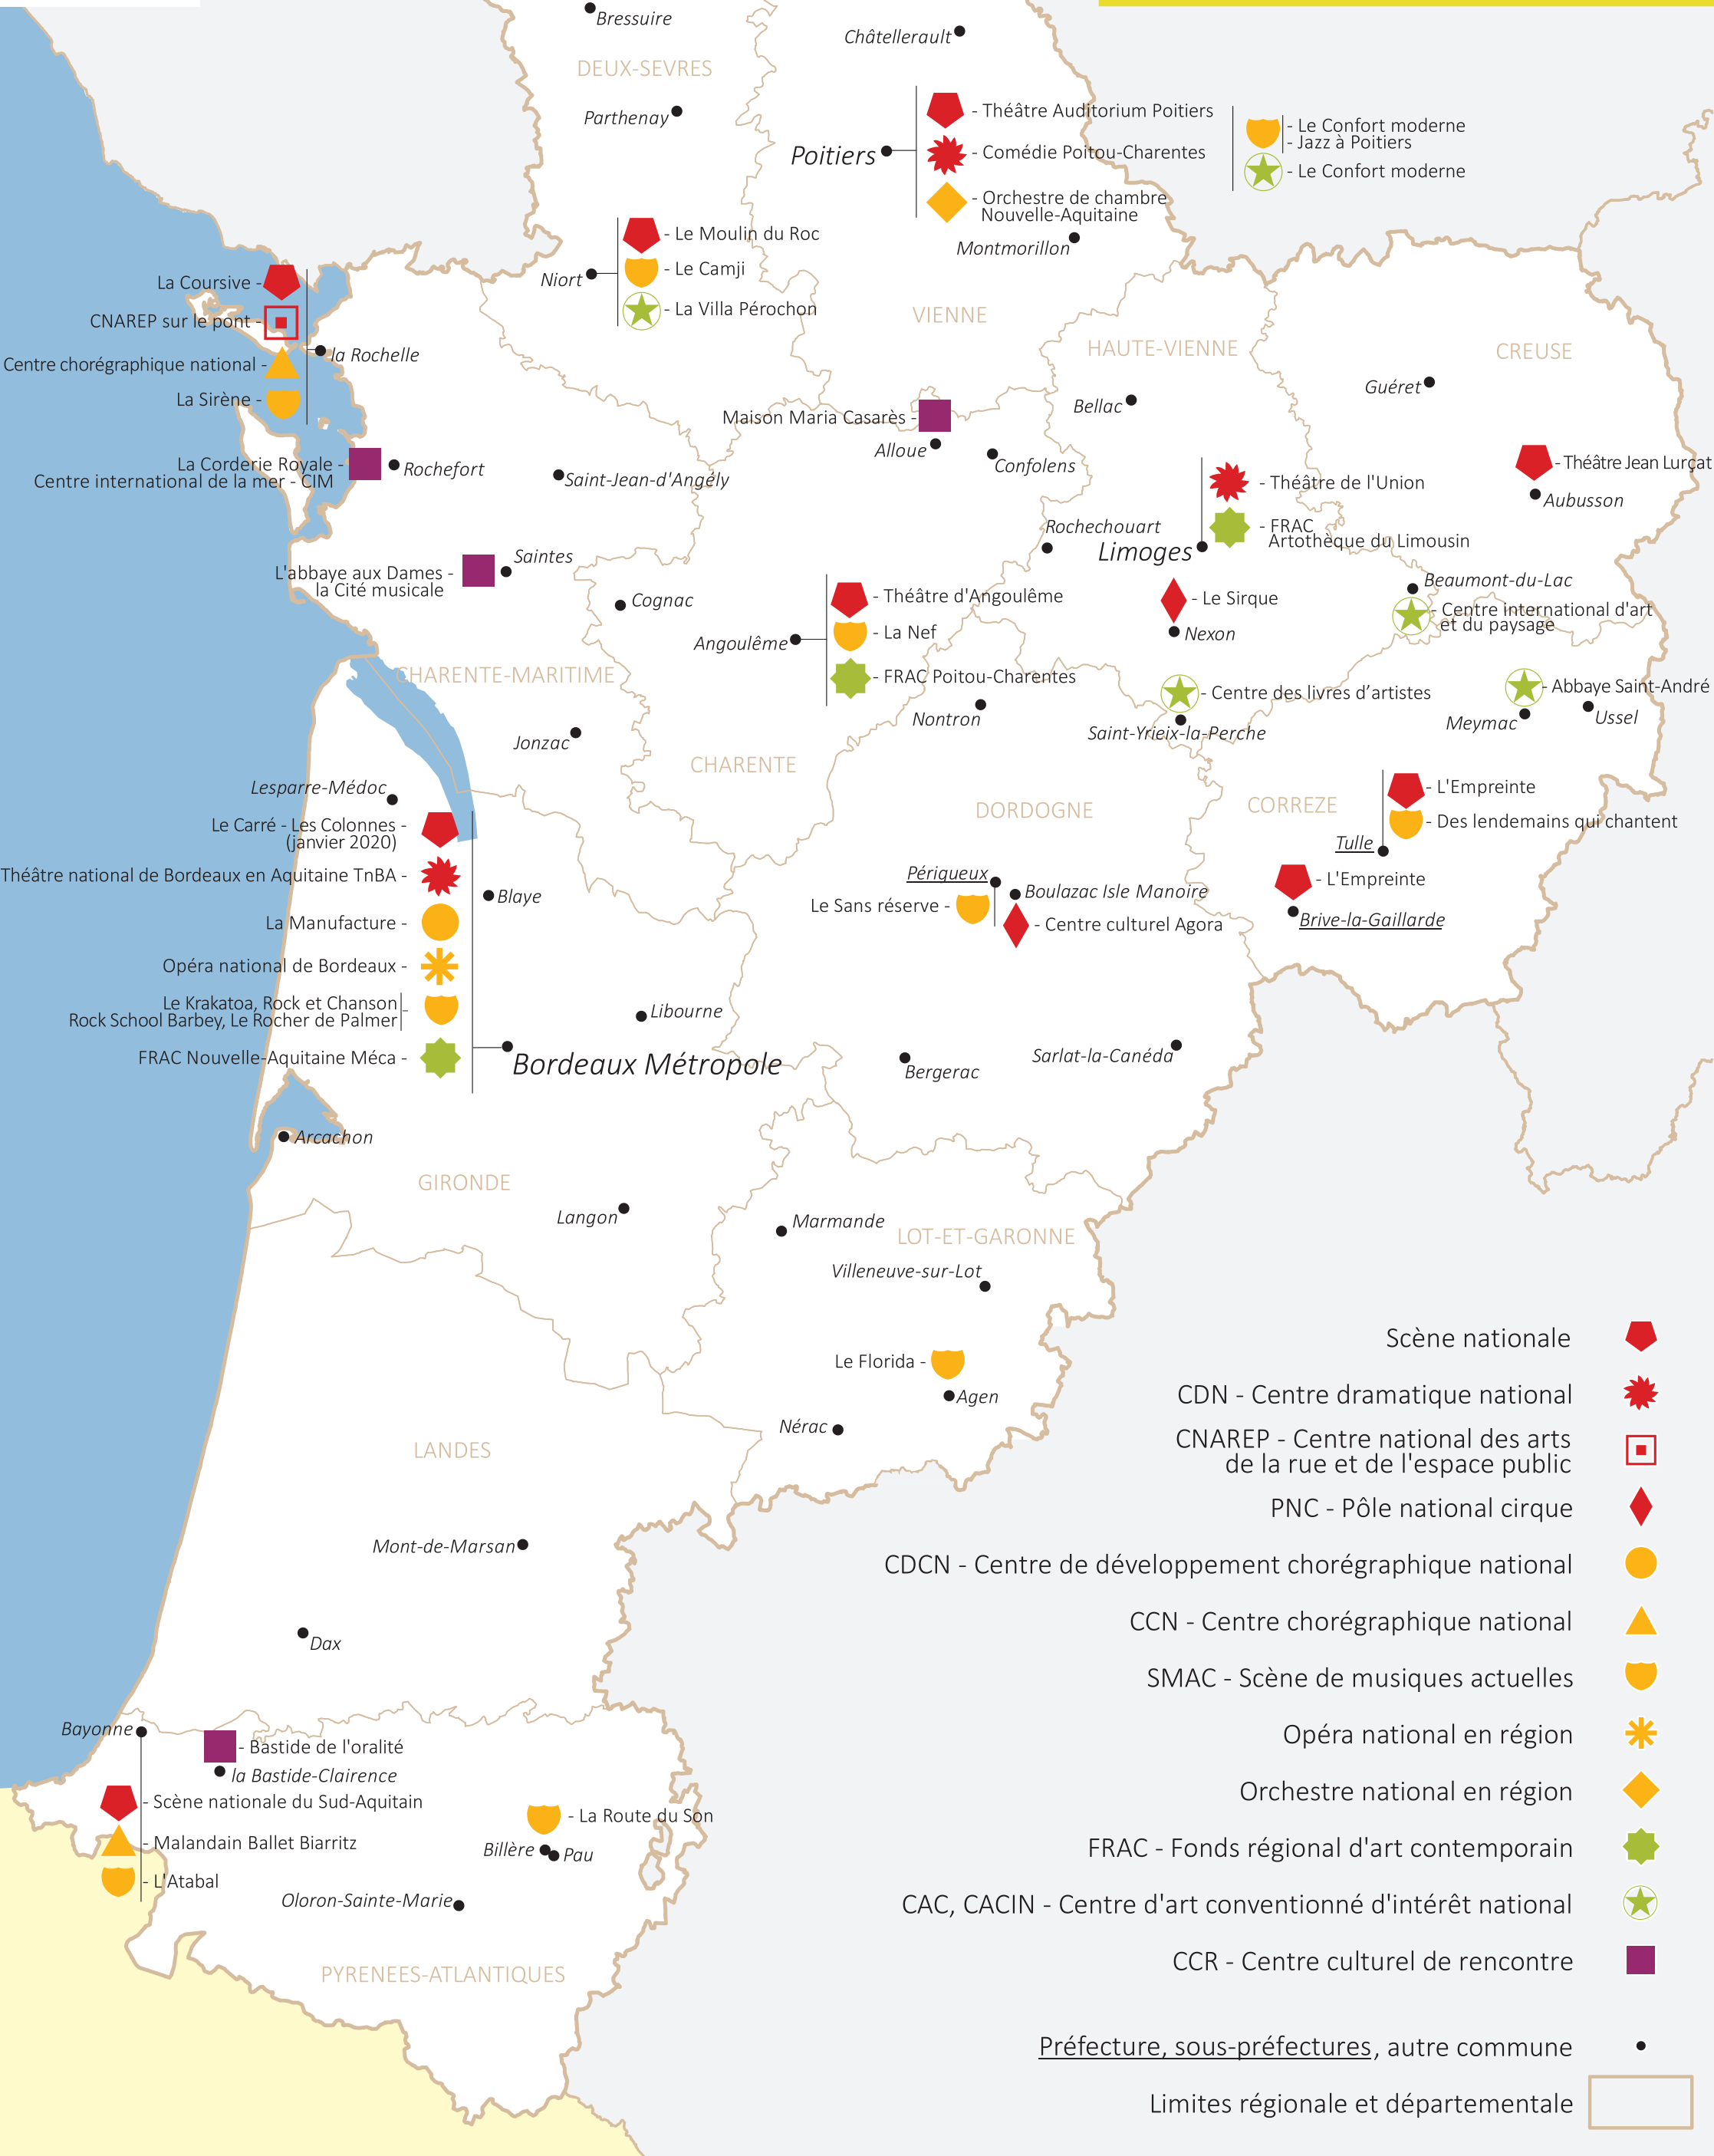 Bressuire
Châtellerault
DEUX-SEVRES
Parthenay
Poitiers
- Théâtre Auditorium Poitiers
- Comédie Poitou-Charentes
- Orchestre de chambre
Nouvelle-Aquitaine
- Le Confort moderne
- Jazz à Poitiers
- Le Confort moderne
Montmorillon
Niort
- Le Moulin du Roc
- Le Camji
- La Villa Pérochon
VIENNE
La Coursive -
CNAREP sur le pont -
Centre chorégraphique national -
La Sirène -
la Rochelle
HAUTE-VIENNE
CREUSE
Guéret
Bellac
Maison Maria Casarès -
Alloue
Confolens
La Corderie Royale -
Centre international de la mer - CIM
Rochefort
Saint-Jean-d'Angély
- Théâtre Jean Lurçat
Aubusson
- Théâtre de l'Union
- FRAC
Artothèque du Limousin
Rochechouart
Limoges
L'abbaye aux Dames -
la Cité musicale
Saintes
Cognac
Angoulême
- Théâtre d'Angoulême
- La Nef
- FRAC Poitou-Charentes
- Le Sirque
Nexon
Beaumont-du-Lac
- Centre international d'art
et du paysage
CHARENTE-MARITIME
Nontron
- Centre des livres d’artistes
Saint-Yrieix-la-Perche
- Abbaye Saint-André
Meymac
Ussel
Jonzac
CHARENTE
Lesparre-Médoc
DORDOGNE
CORREZE
- L'Empreinte
- Des lendemains qui chantent
Tulle
- L'Empreinte
Brive-la-Gaillarde
Le Carré - Les Colonnes -
(janvier 2020)
Théâtre national de Bordeaux en Aquitaine TnBA -
La Manufacture -
Opéra national de Bordeaux -
Le Krakatoa, Rock et Chanson
Rock School Barbey, Le Rocher de Palmer
-
FRAC Nouvelle-Aquitaine Méca -
Blaye
Périgueux
Boulazac Isle Manoire
Le Sans réserve -
- Centre culturel Agora
Libourne
Bordeaux Métropole
Bergerac
Sarlat-la-Canéda
Arcachon
GIRONDE
Langon
Marmande
LOT-ET-GARONNE
Villeneuve-sur-Lot
Le Florida -
Agen
Nérac
LANDES
Mont-de-Marsan
Dax
Bayonne
- Bastide de l'oralité
la Bastide-Clairence
- Scène nationale du Sud-Aquitain
- Malandain Ballet Biarritz
- L'Atabal
- La Route du Son
Billère
Pau
Oloron-Sainte-Marie
PYRENEES-ATLANTIQUES
Scène nationale
CDN - Centre dramatique national
CNAREP - Centre national des arts
de la rue et de l'espace public
PNC - Pôle national cirque
CDCN - Centre de développement chorégraphique national
CCN - Centre chorégraphique national
SMAC - Scène de musiques actuelles
Opéra national en région
Orchestre national en région
FRAC - Fonds régional d'art contemporain
CAC, CACIN - Centre d'art conventionné d'intérêt national
CCR - Centre culturel de rencontre
Préfecture, sous-préfectures, autre commune
Limites régionale et départementale